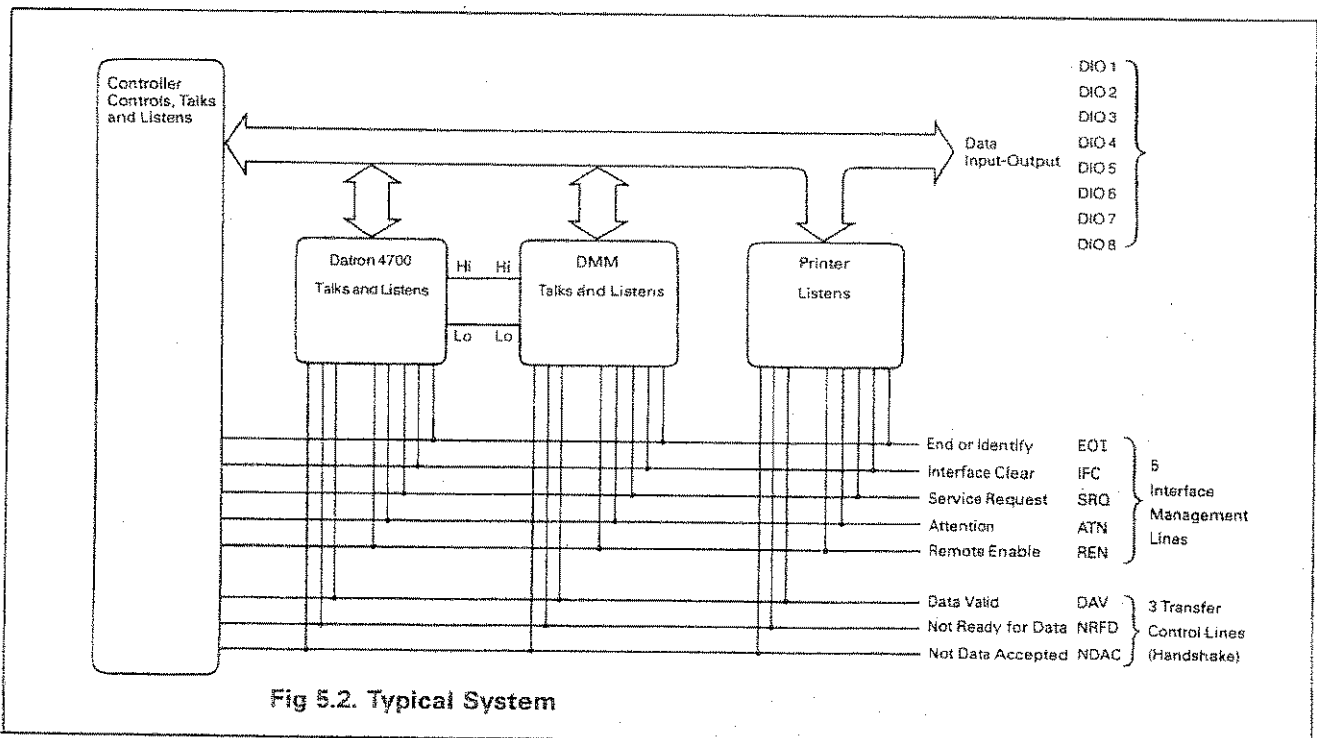 Controller
Controls, Talks
and Listens
Data
Input-Output
DIO 1
DIO 2
DIO 3
DIO 4
DIO 5
DIO 6
DIO 7
DIO 8
Datron 4700
Talks and Listens
Hi Hi
Lo Lo
DMM
Talks and Listens
Printer
Listens
End or Identify EOI
Interface Clear IFC
Service Request SRQ
Attention ATN
Remote Enable REN
5
Interface
Management
Lines
Data Valid DAV
Not Ready for Data NRFD
Not Data Accepted NDAC
3 Transfer
Control Lines
(Handshake)
Fig 5.2. Typical System